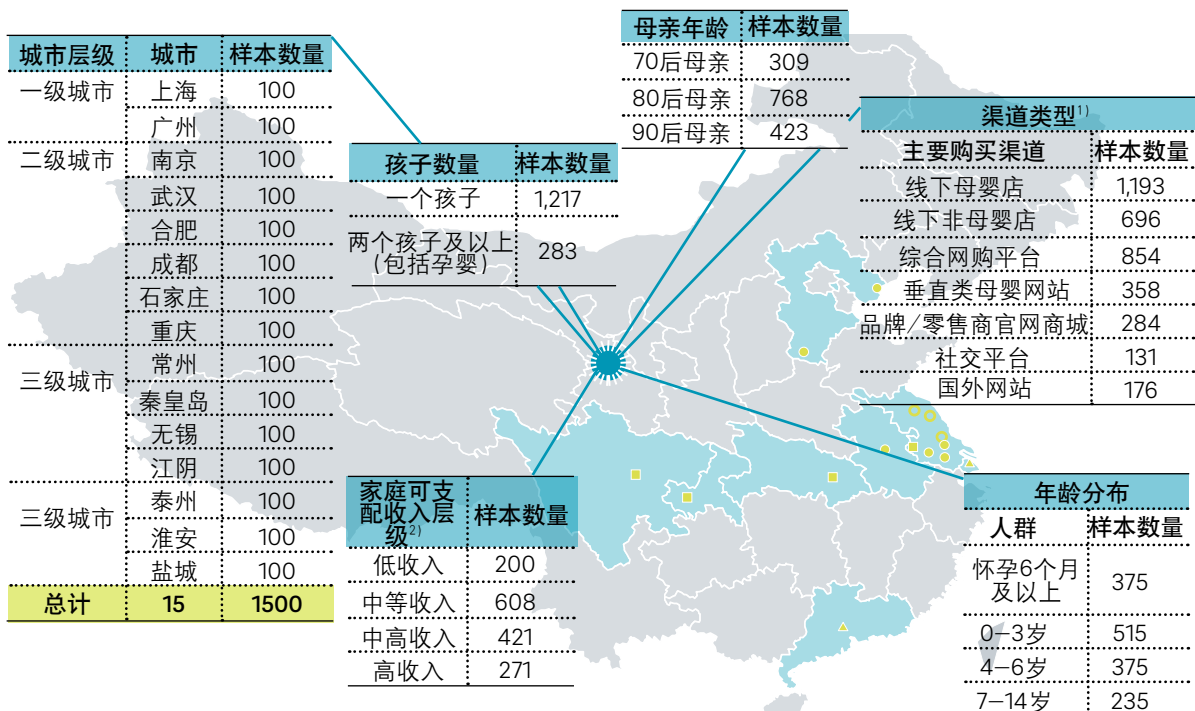 城市层级 城市 样本数量
一级城市 上海 100
广州 100
二级城市 南京 100
武汉 100
合肥 100
成都 100
石家庄 100
重庆 100
三级城市 常州 100
秦皇岛 100
无锡 100
江阴 100
三级城市 泰州 100
淮安 100
盐城 100
总计 15 1500
孩子数量 样本数量
一个孩子 1,217
两个孩子及以上
(包括孕婴) 283
母亲年龄 样本数量
70后母亲 309
80后母亲 768
90后母亲 423
渠道类型1)
主要购买渠道 样本数量
线下母婴店 1,193
线下非母婴店 696
综合网购平台 854
垂直类母婴网站 358
品牌/零售商官网商城 284
社交平台 131
国外网站 176
家庭可支
配收入层
级2) 样本数量
低收入 200
中等收入 608
中高收入 421
高收入 271
年龄分布
人群 样本数量
怀孕6个月
及以上 375
0–3岁 515
4–6岁 375
7–14岁 235